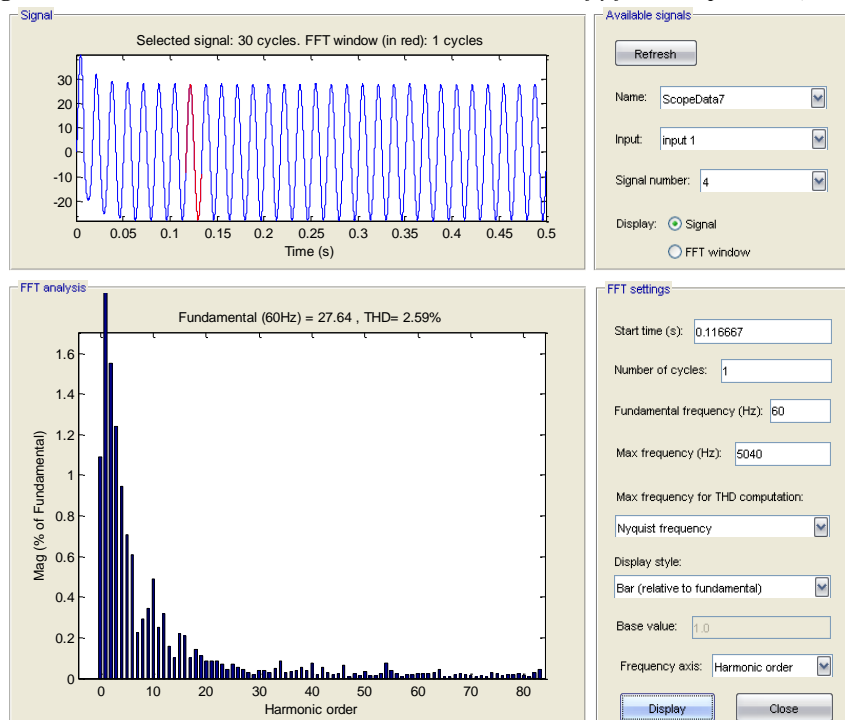 Signal
Selected signal: 30 cycles. FFT window (in red): 1 cycles
30
20
10
0
-10
-20
0 0.05 0.1 0.15 0.2 0.25 0.3 0.35 0.4 0.45 0.5
Time (s)
Available signals
Refresh
Name: ScopeData7
Input: input 1
Signal number: 4
Display: Signal
FFT window
FFT analysis
Fundamental (60Hz) = 27.64 , THD= 2.59%
Mag (% of Fundamental)
1.6
1.4
1.2
1
0.8
0.6
0.4
0.2
0
0 10 20 30 40 50 60 70 80
Harmonic order
FFT settings
Start time (s): 0.116667
Number of cycles: 1
Fundamental frequency (Hz): 60
Max frequency (Hz): 5040
Max frequency for THD computation:
Nyquist frequency
Display style:
Bar (relative to fundamental)
Base value: 1.0
Frequency axis: Harmonic order
Display Close